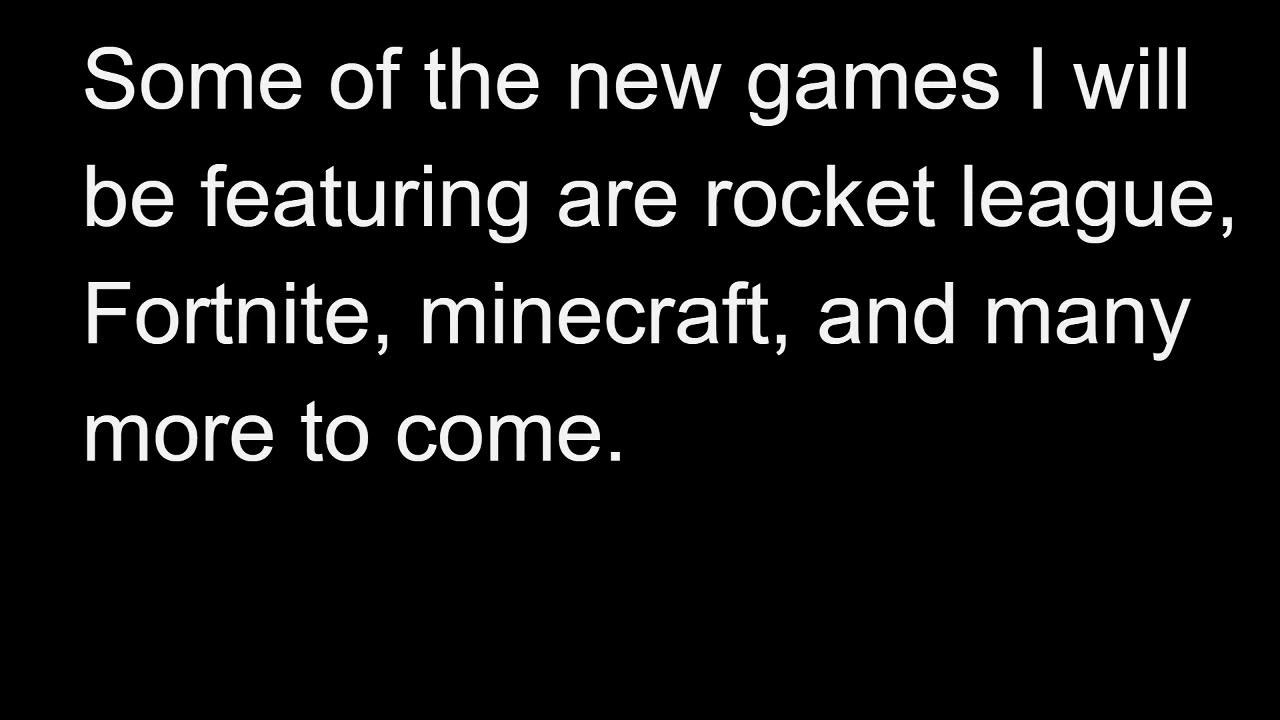 Some of the new games I will
be featuring are rocket league,
Fortnite, minecraft, and many
more to come.